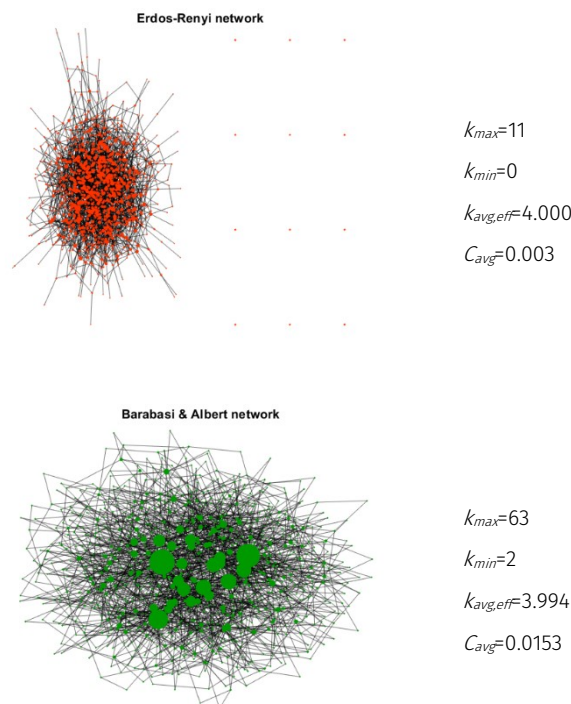 Erdos-Renyi network
kmax=11
kmin=0
kavg,eff=4.000
Cavg=0.003
Barabasi & Albert network
kmax=63
kmin=2
kavg,eff=3.994
Cavg=0.0153